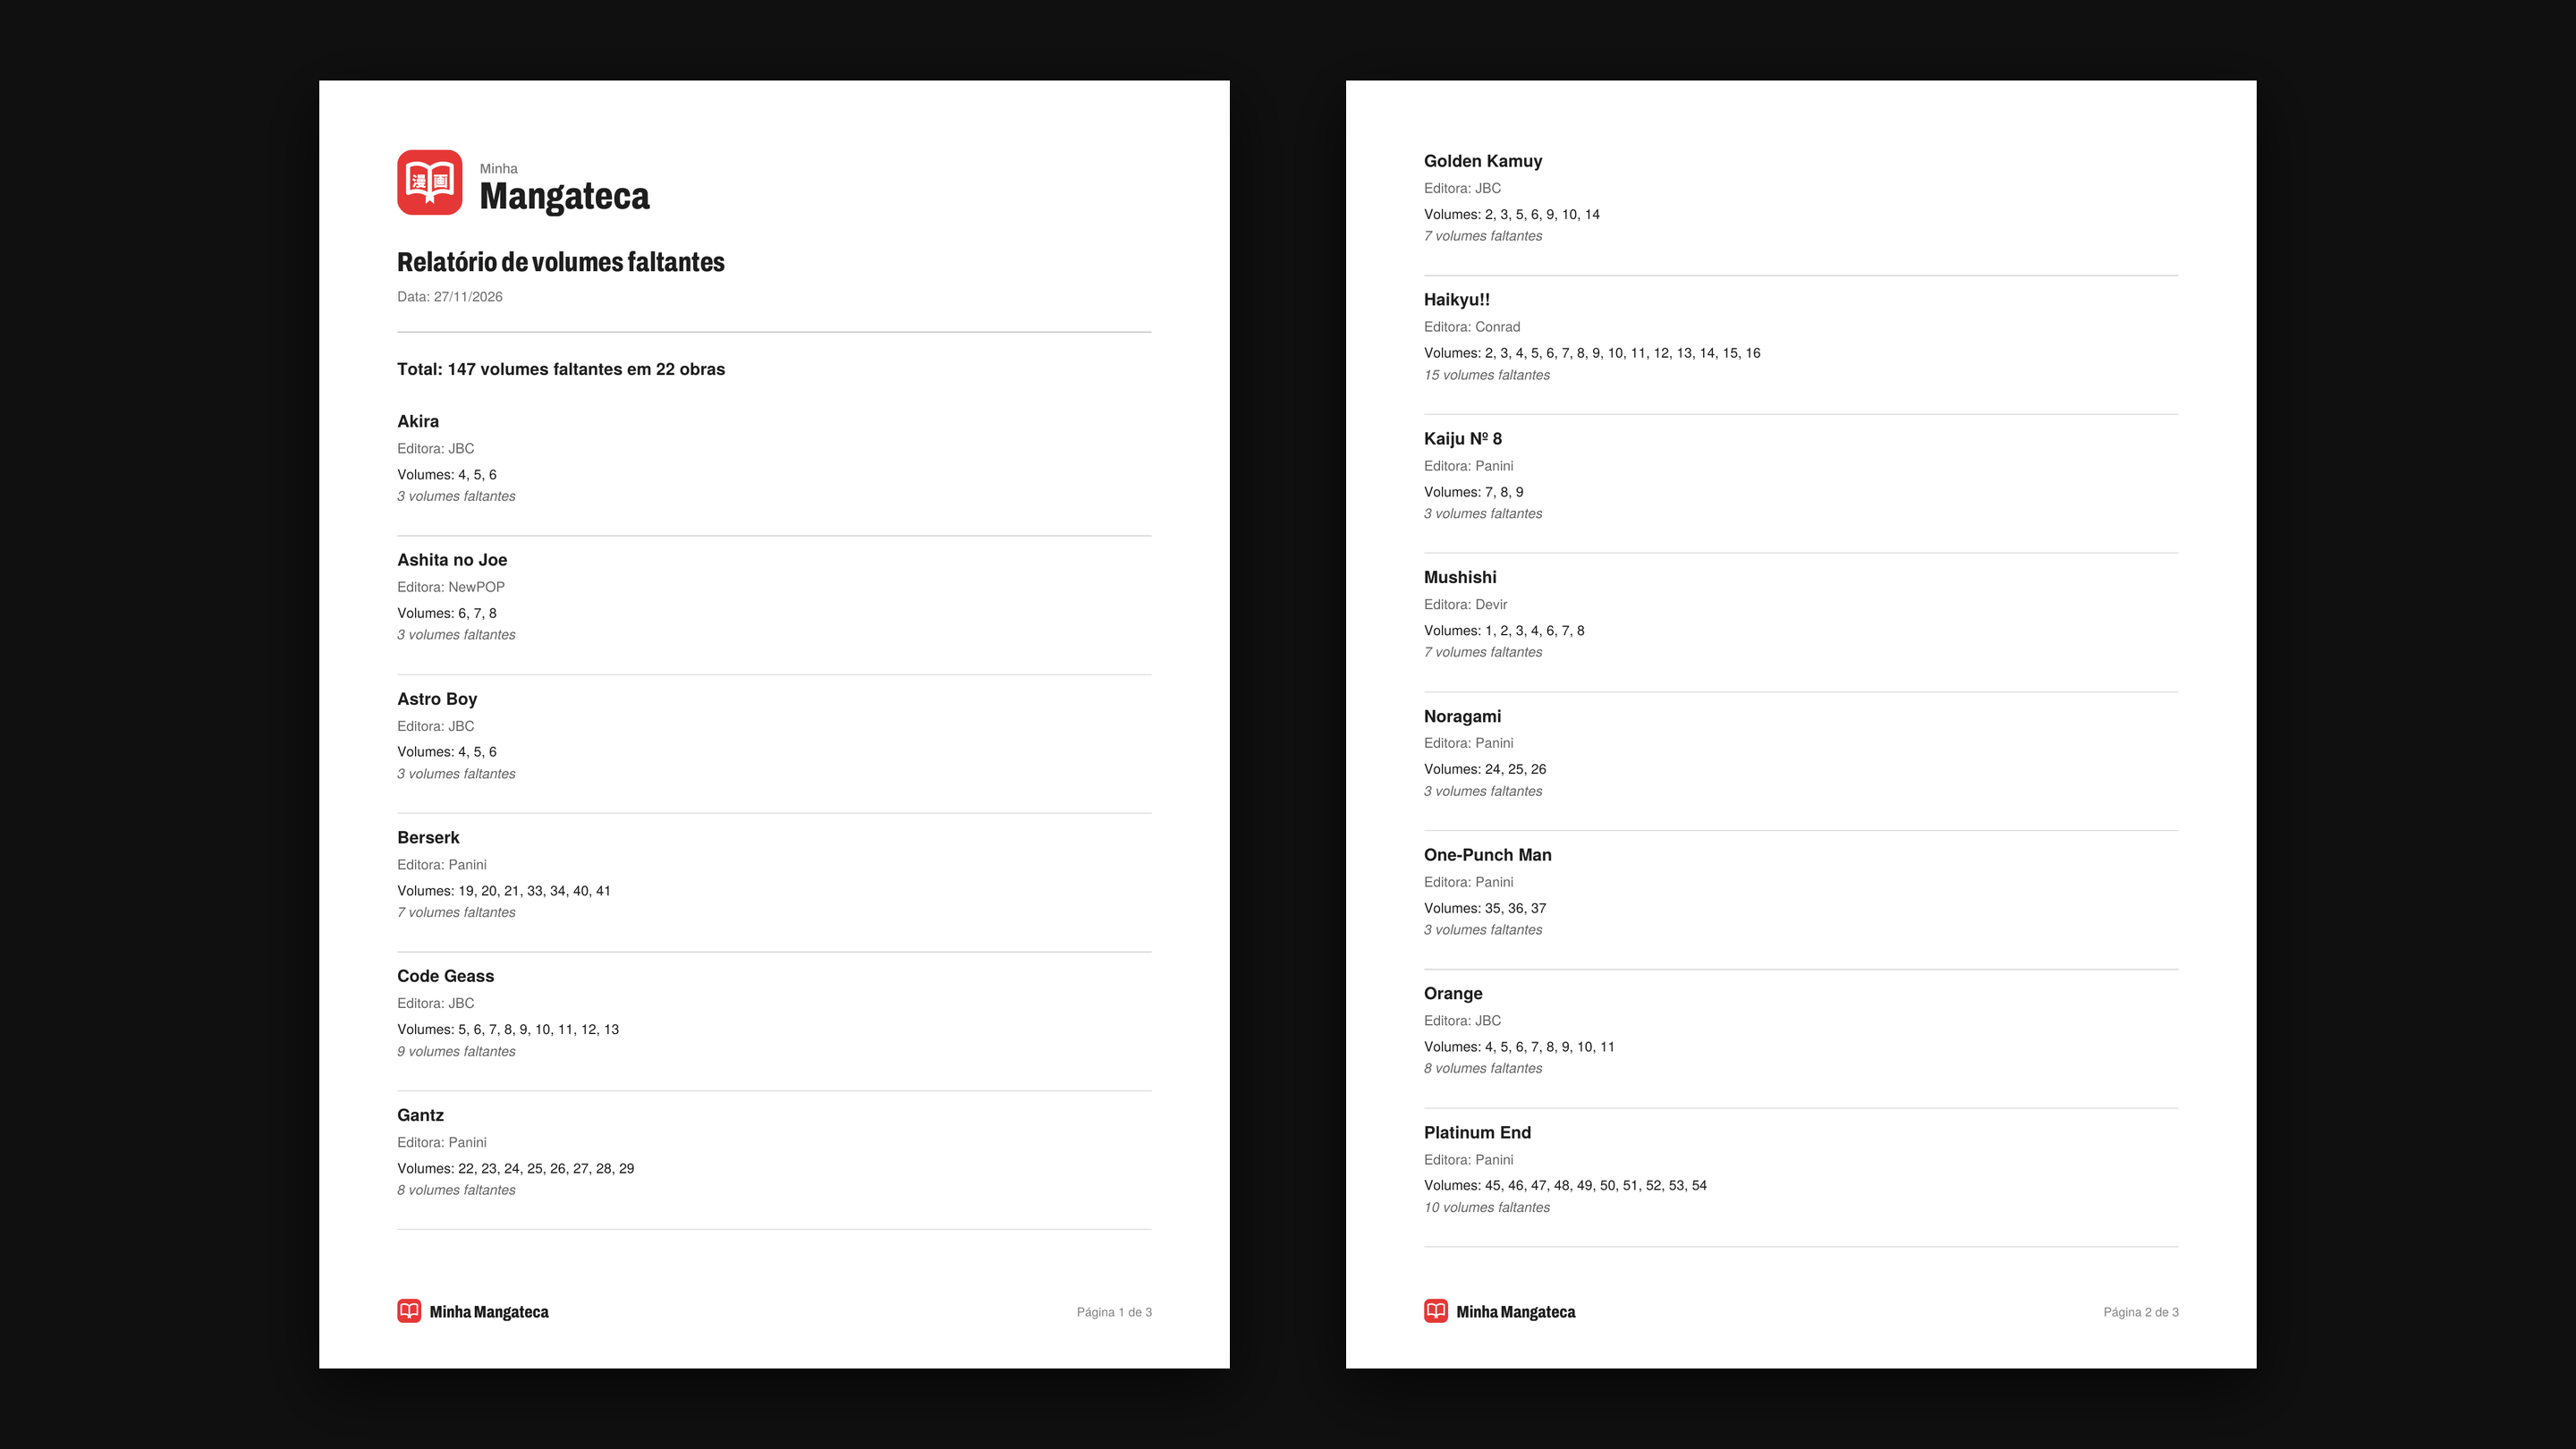 漫画
Minha
Mangateca
Relatório de volumes faltantes
Data: 27/11/2026
Total: 147 volumes faltantes em 22 obras
Akira
Editora: JBC
Volumes: 4, 5, 6
3 volumes faltantes
Ashita no Joe
Editora: NewPOP
Volumes: 6, 7, 8
3 volumes faltantes
Astro Boy
Editora: JBC
Volumes: 4, 5, 6
3 volumes faltantes
Berserk
Editora: Panini
Volumes: 19, 20, 21, 33, 34, 40, 41
7 volumes faltantes
Code Geass
Editora: JBC
Volumes: 5, 6, 7, 8, 9, 10, 11, 12, 13
9 volumes faltantes
Gantz
Editora: Panini
Volumes: 22, 23, 24, 25, 26, 27, 28, 29
8 volumes faltantes
Minha Mangateca
Página 1 de 3
Golden Kamuy
Editora: JBC
Volumes: 2, 3, 5, 6, 9, 10, 14
7 volumes faltantes
Haikyu!!
Editora: Conrad
Volumes: 2, 3, 4, 5, 6, 7, 8, 9, 10, 11, 12, 13, 14, 15, 16
15 volumes faltantes
Kaiju Nº 8
Editora: Panini
Volumes: 7, 8, 9
3 volumes faltantes
Mushishi
Editora: Devir
Volumes: 1, 2, 3, 4, 6, 7, 8
7 volumes faltantes
Noragami
Editora: Panini
Volumes: 24, 25, 26
3 volumes faltantes
One-Punch Man
Editora: Panini
Volumes: 35, 36, 37
3 volumes faltantes
Orange
Editora: JBC
Volumes: 4, 5, 6, 7, 8, 9, 10, 11
8 volumes faltantes
Platinum End
Editora: Panini
Volumes: 45, 46, 47, 48, 49, 50, 51, 52, 53, 54
10 volumes faltantes
Minha Mangateca
Página 2 de 3